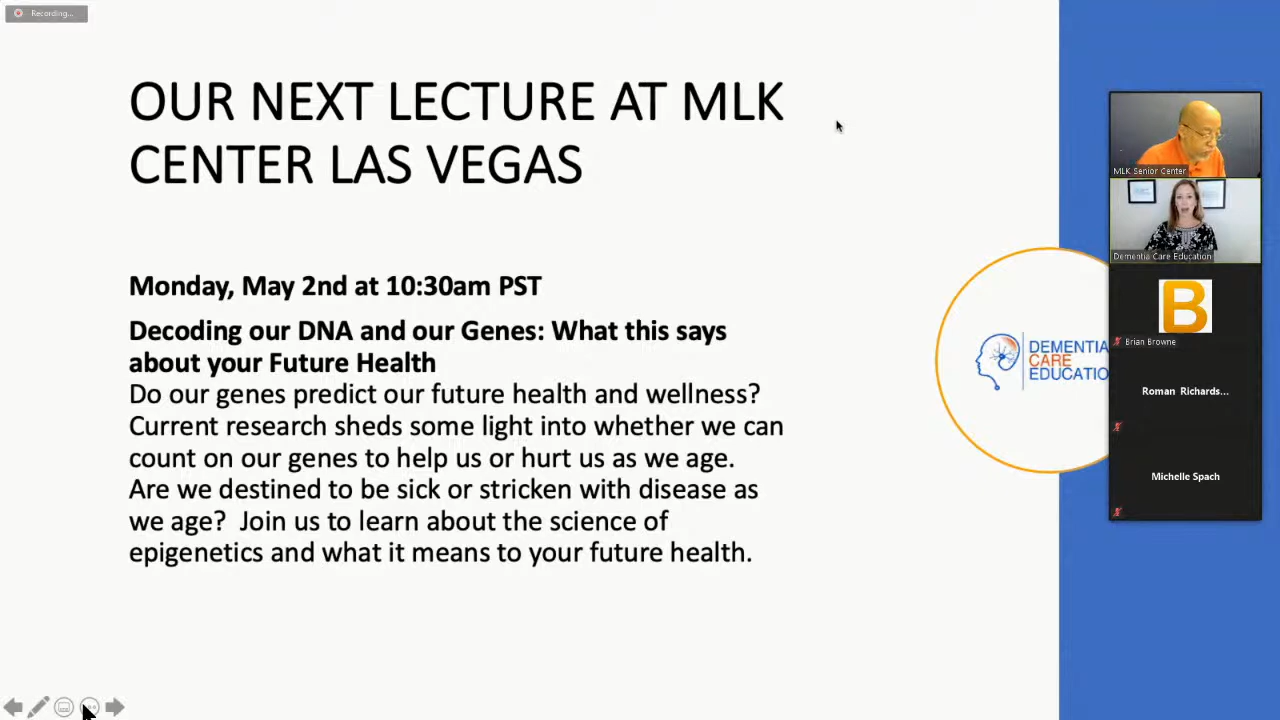 Recording...
OUR NEXT LECTURE AT MLK
CENTER LAS VEGAS
Monday, May 2nd at 10:30am PST
Decoding our DNA and our Genes: What this says
about your Future Health
Do our genes predict our future health and wellness?
Current research sheds some light into whether we can
count on our genes to help us or hurt us as we age.
Are we destined to be sick or stricken with disease as
we age?  Join us to learn about the science of
epigenetics and what it means to your future health.
DEMENTIA
CARE
EDUCATIO
MLK Senior Center
Dementia Care Education
B
Brian Browne
Roman Richards...
Michelle Spach